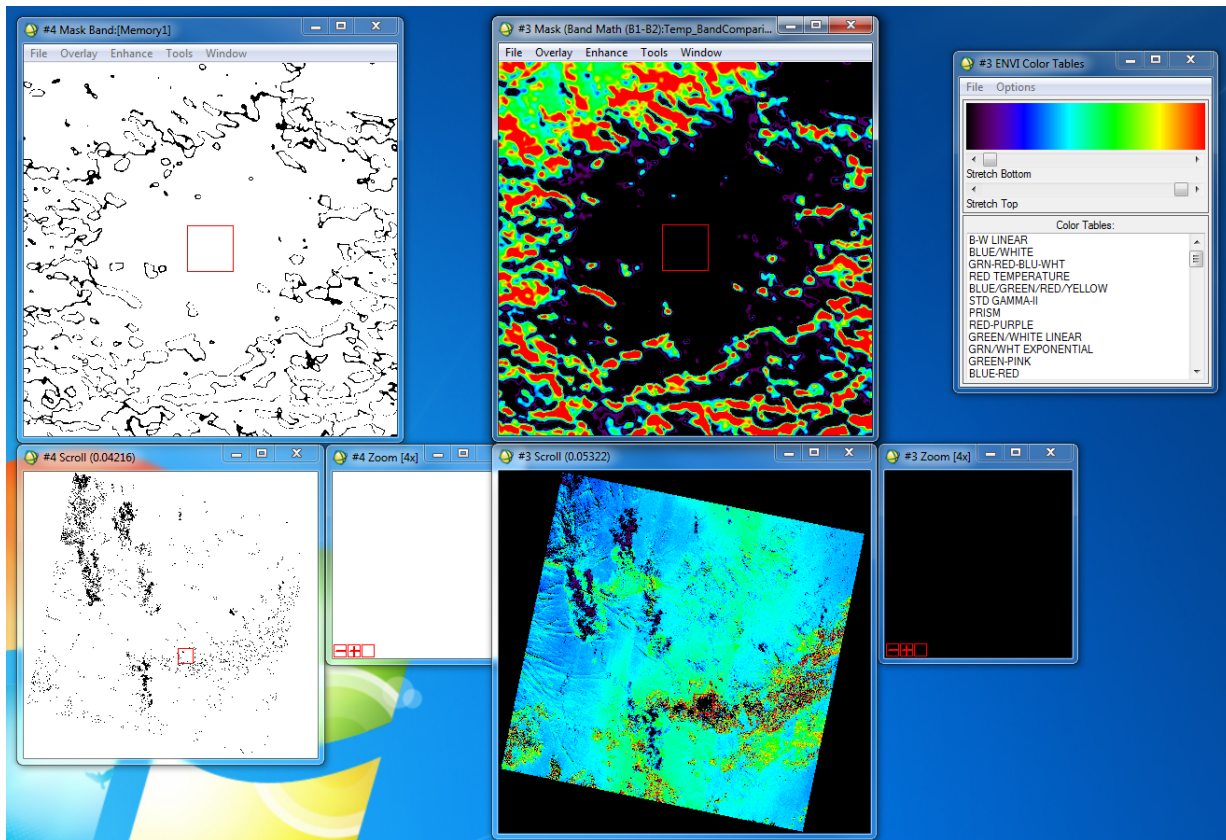 #4 Mask Band:[Memory1]
File Overlay Enhance Tools Window
#3 Mask (Band Math (B1-B2):Temp_BandCompari...
File Overlay Enhance Tools Window
#3 ENVI Color Tables
File Options
Stretch Bottom
Stretch Top
Color Tables:
B-W LINEAR
BLUE/WHITE
GRN-RED-BLU-WHT
RED TEMPERATURE
BLUE/GREEN/RED/YELLOW
STD GAMMA-II
PRISM
RED-PURPLE
GREEN/WHITE LINEAR
GRN/WHT EXPONENTIAL
GREEN-PINK
BLUE-RED
#4 Scroll (0.04216)
#4 Zoom [4x]
#3 Scroll (0.05322)
#3 Zoom [4x]